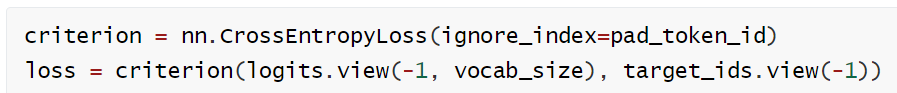 criterion = nn.CrossEntropyLoss(ignore_index=pad_token_id)
loss = criterion(logits.view(-1, vocab_size), target_ids.view(-1))